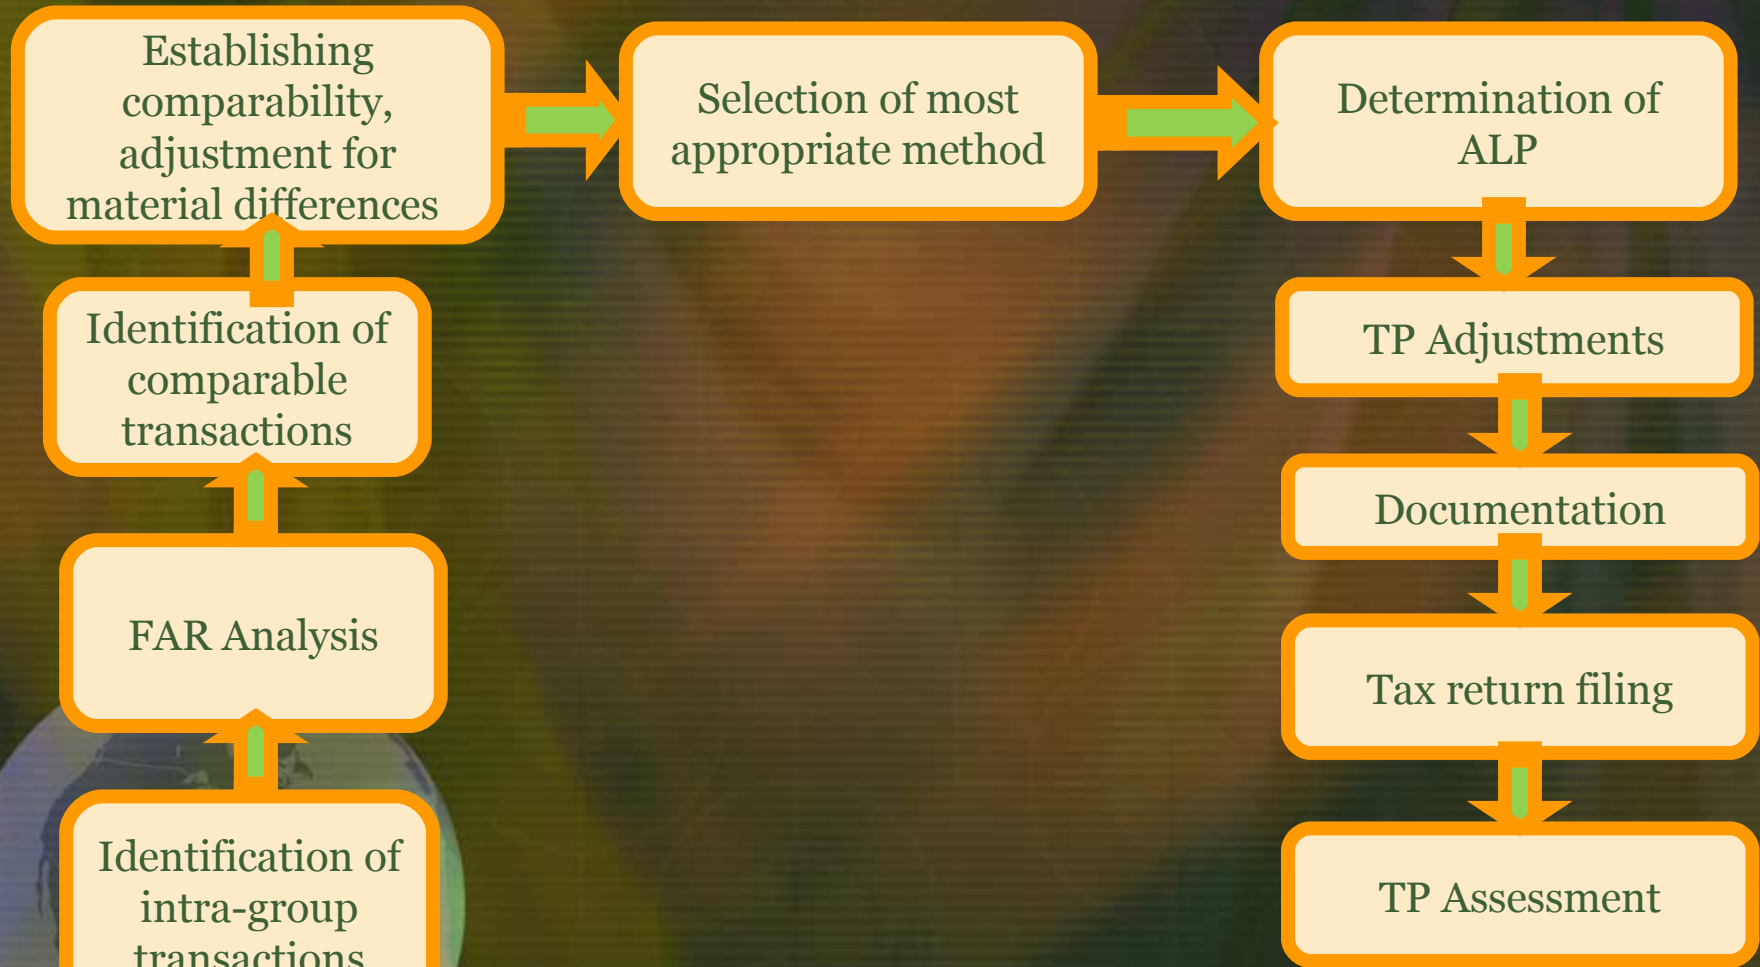 Establishing
comparability,
adjustment for
material differences
Selection of most
appropriate method
Determination of
ALP
Identification of
comparable
transactions
TP Adjustments
Documentation
FAR Analysis
Tax return filing
Identification of
intra-group
transactions
TP Assessment